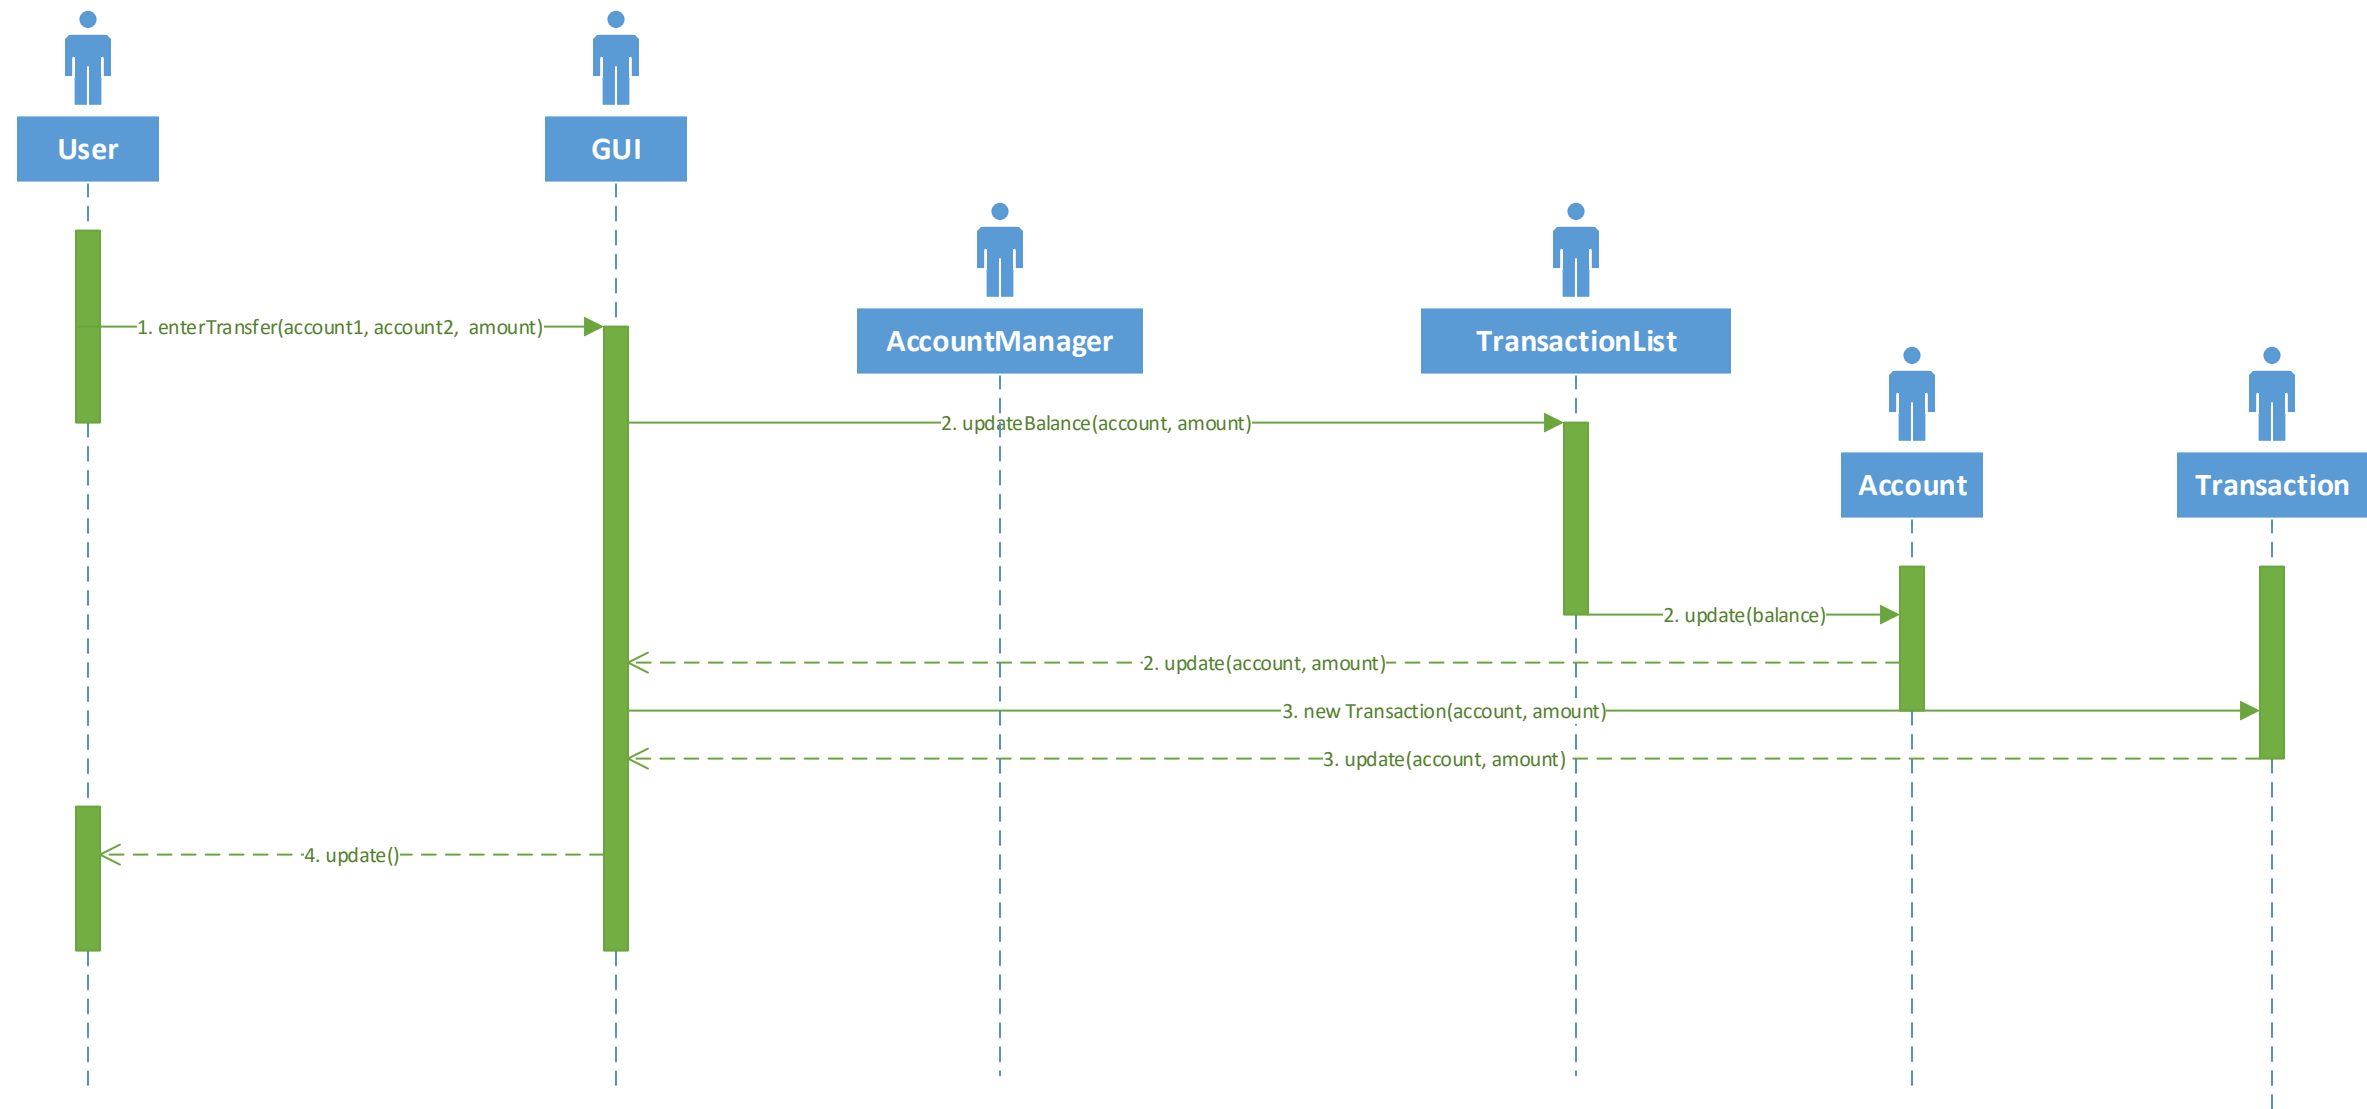 User
GUI
AccountManager
TransactionList
1. enterTransfer(account1, account2, amount)
2. updateBalance(account, amount)
Account
Transaction
2. update(balance)
2. update(account, amount)
3. new Transaction(account, amount)
3. update(account, amount)
4. update()